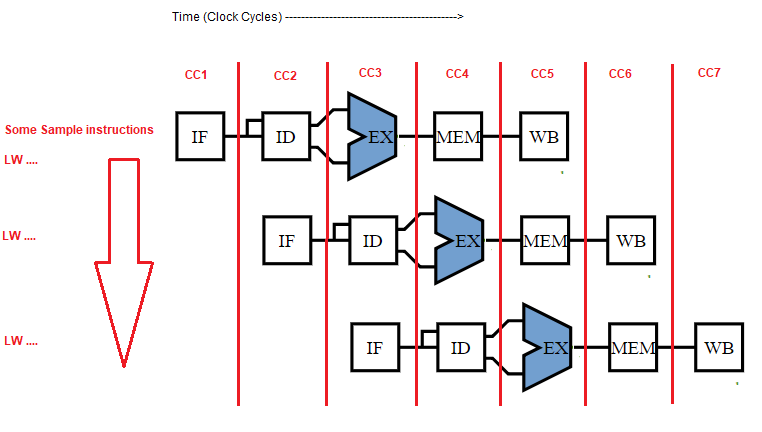 Time (Clock Cycles) ------------------------------------------->
CC1 CC2 CC3 CC4 CC5 CC6 CC7
Some Sample instructions
IF ID EX MEM WB
LW ....
LW ....
IF ID EX MEM WB
LW ....
IF ID EX MEM WB